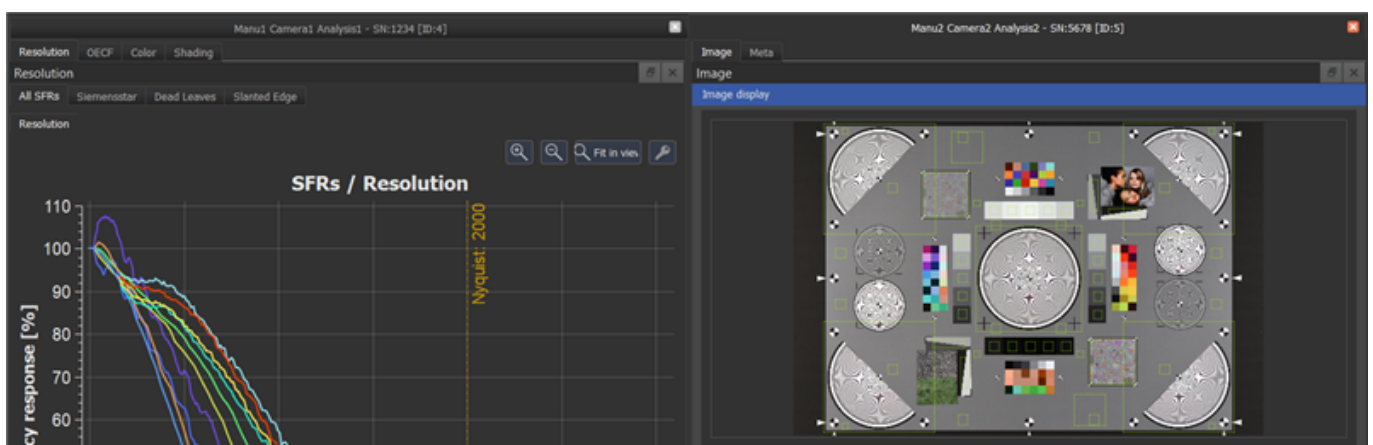 Manu1 Camera1 Analysis1 - SN:1234 [ID:4]
Resolution OECF Color Shading
Resolution
All SFRs Siemensstar Dead Leaves Slanted Edge
Resolution
Fit in view
SFRs / Resolution
110
100
90
80
70
60
cy response [%]
Nyquist: 2000
Manu2 Camera2 Analysis2 - SN:5678 [ID:5]
Image Meta
Image
Image display